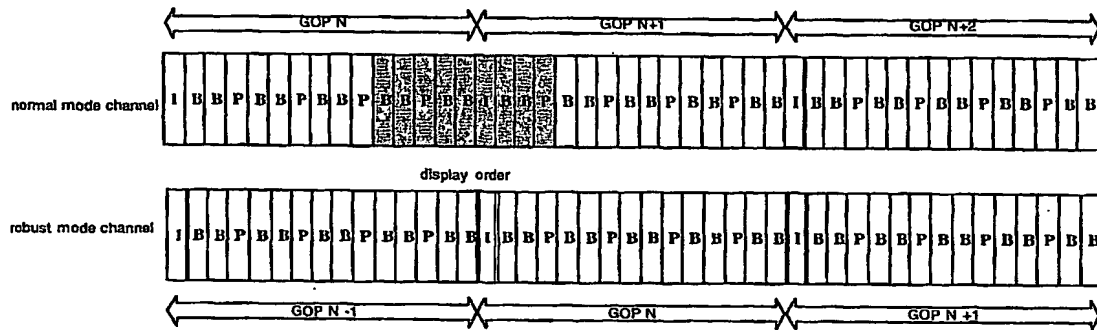 GOP N GOP N+1 GOP N+2
normal mode channel I B B P B B P B B P B B P B B I B B P B B P B B P B B P B B I B B P B B P B B P B B P B B
display order
robust mode channel I B B P B B P B B P B B P B B I B B P B B P B B P B B P B B I B B P B B P B B P B B P B B
GOP N -1 GOP N GOP N +1